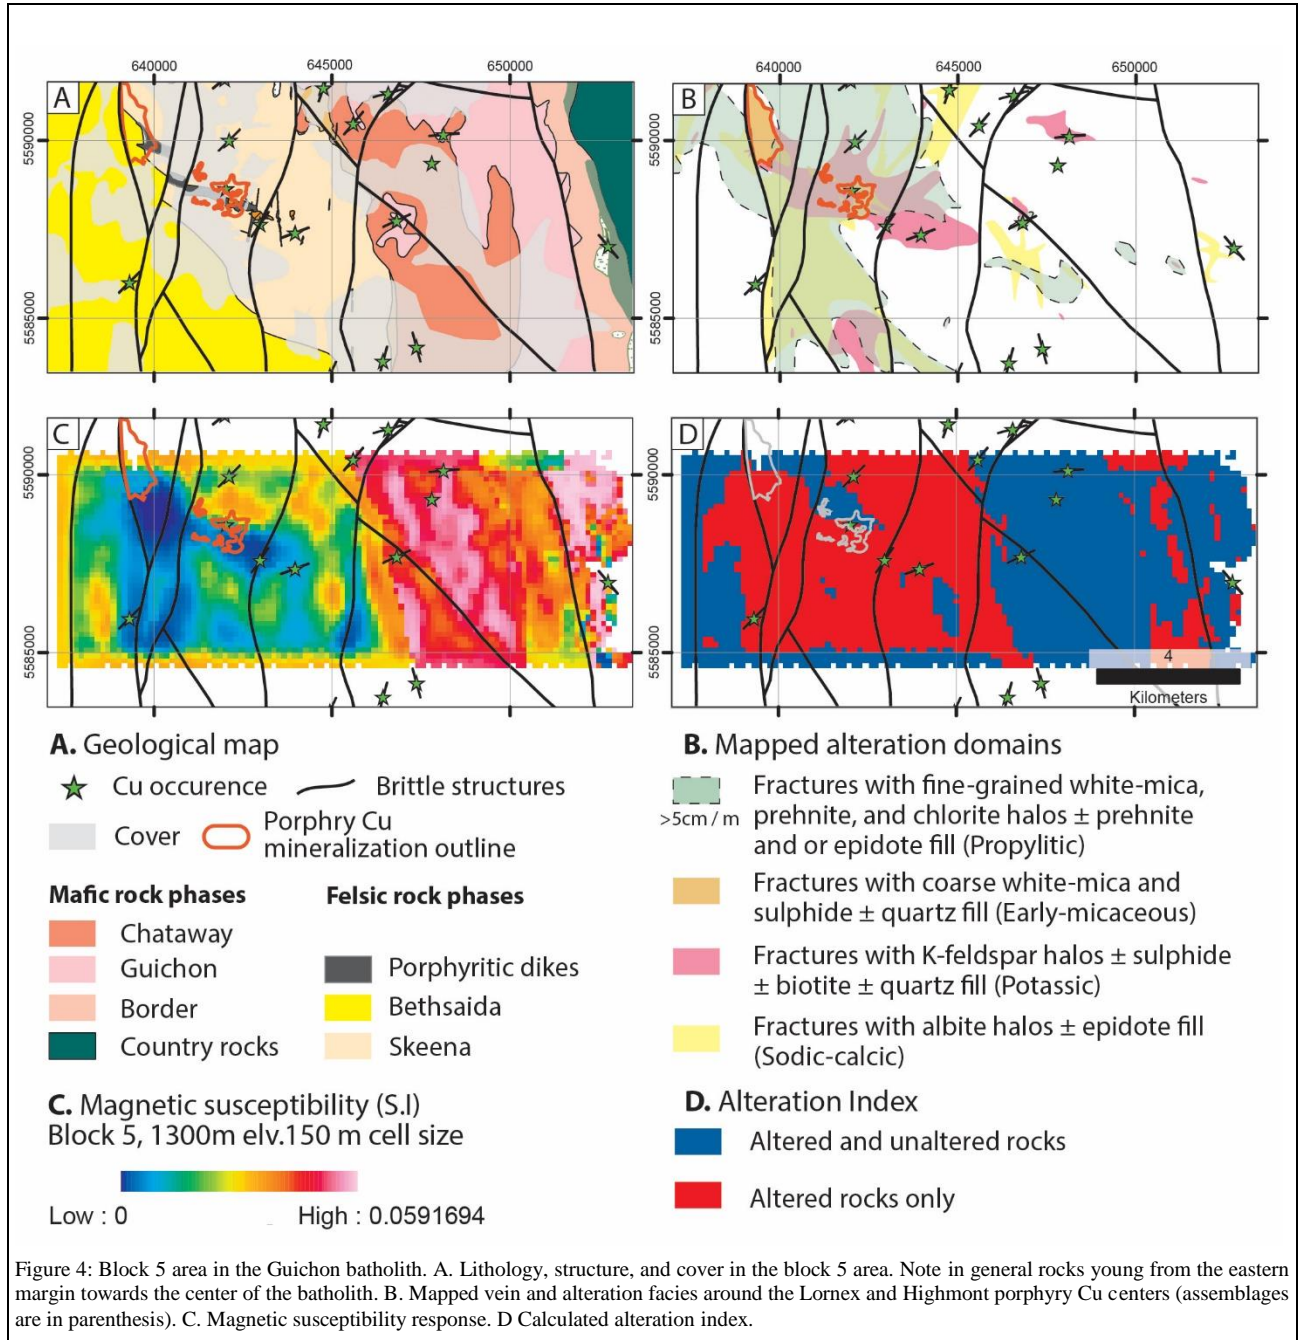 640000 645000 650000
640000 645000 650000
A
B
5590000
5585000
5590000
5585000
C
D
5590000
5585000
5590000
5585000
4
Kilometers
A. Geological map
Cu occurence
Brittle structures
Cover
Porphry Cu
mineralization outline
Mafic rock phases
Felsic rock phases
Chataway
Guichon
Border
Country rocks
Porphyritic dikes
Bethsaida
Skeena
C. Magnetic susceptibility (S.I)
Block 5, 1300m elv.150 m cell size
Low : 0
High : 0.0591694
B. Mapped alteration domains
>5cm / m
Fractures with fine-grained white-mica,
prehnite, and chlorite halos ± prehnite
and or epidote fill (Propylitic)
Fractures with coarse white-mica and
sulphide ± quartz fill (Early-micaceous)
Fractures with K-feldspar halos ± sulphide
± biotite ± quartz fill (Potassic)
Fractures with albite halos ± epidote fill
(Sodic-calcic)
D. Alteration Index
Altered and unaltered rocks
Altered rocks only
Figure 4: Block 5 area in the Guichon batholith. A. Lithology, structure, and cover in the block 5 area. Note in general rocks young from the eastern
margin towards the center of the batholith. B. Mapped vein and alteration facies around the Lornex and Highmont porphyry Cu centers (assemblages
are in parenthesis). C. Magnetic susceptibility response. D Calculated alteration index.